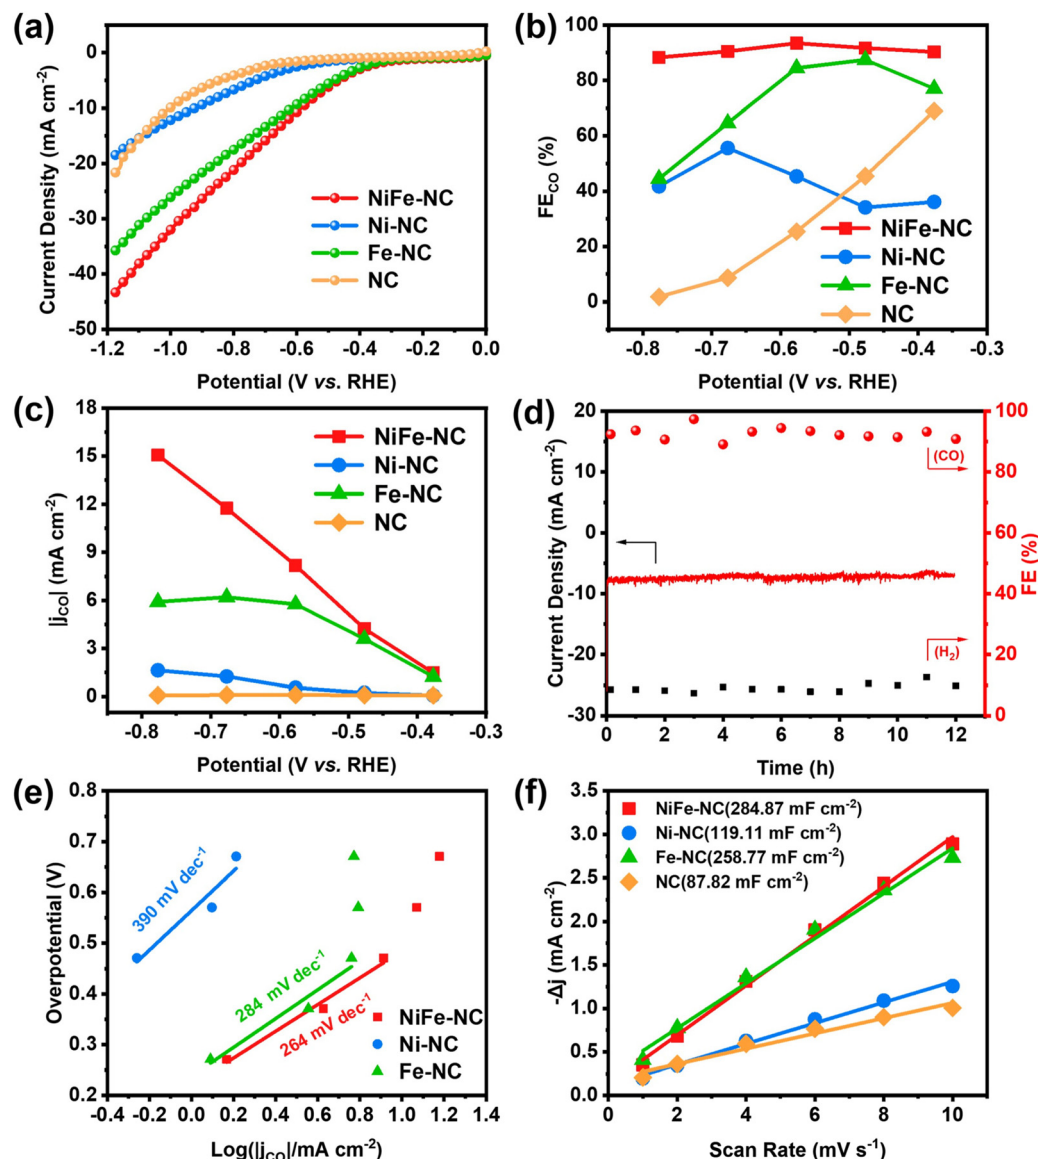 (a)
0
-10
-20
-30
-40
-50
Current Density (mA cm⁻²)
NiFe-NC
Ni-NC
Fe-NC
NC
-1.2 -1.0 -0.8 -0.6 -0.4 -0.2 0.0
Potential (V vs. RHE)
(b)
100
80
60
40
20
0
FE_CO (%)
NiFe-NC
Ni-NC
Fe-NC
NC
-0.8 -0.7 -0.6 -0.5 -0.4 -0.3
Potential (V vs. RHE)
(c)
18
15
12
9
6
3
0
|j_CO| (mA cm⁻²)
NiFe-NC
Ni-NC
Fe-NC
NC
-0.8 -0.7 -0.6 -0.5 -0.4 -0.3
Potential (V vs. RHE)
(d)
20
10
0
-10
-20
-30
Current Density (mA cm⁻²)
100
80
60
40
20
0
FE (%)
(CO)
(H₂)
0 2 4 6 8 10 12
Time (h)
(e)
0.8
0.7
0.6
0.5
0.4
0.3
0.2
Overpotential (V)
390 mV dec⁻¹
284 mV dec⁻¹
264 mV dec⁻¹
NiFe-NC
Ni-NC
Fe-NC
-0.4 -0.2 0.0 0.2 0.4 0.6 0.8 1.0 1.2 1.4
Log(|j_CO|/mA cm⁻²)
(f)
3.5
3.0
2.5
2.0
1.5
1.0
0.5
0.0
-Δj (mA cm⁻²)
NiFe-NC(284.87 mF cm⁻²)
Ni-NC(119.11 mF cm⁻²)
Fe-NC(258.77 mF cm⁻²)
NC(87.82 mF cm⁻²)
0 2 4 6 8 10
Scan Rate (mV s⁻¹)